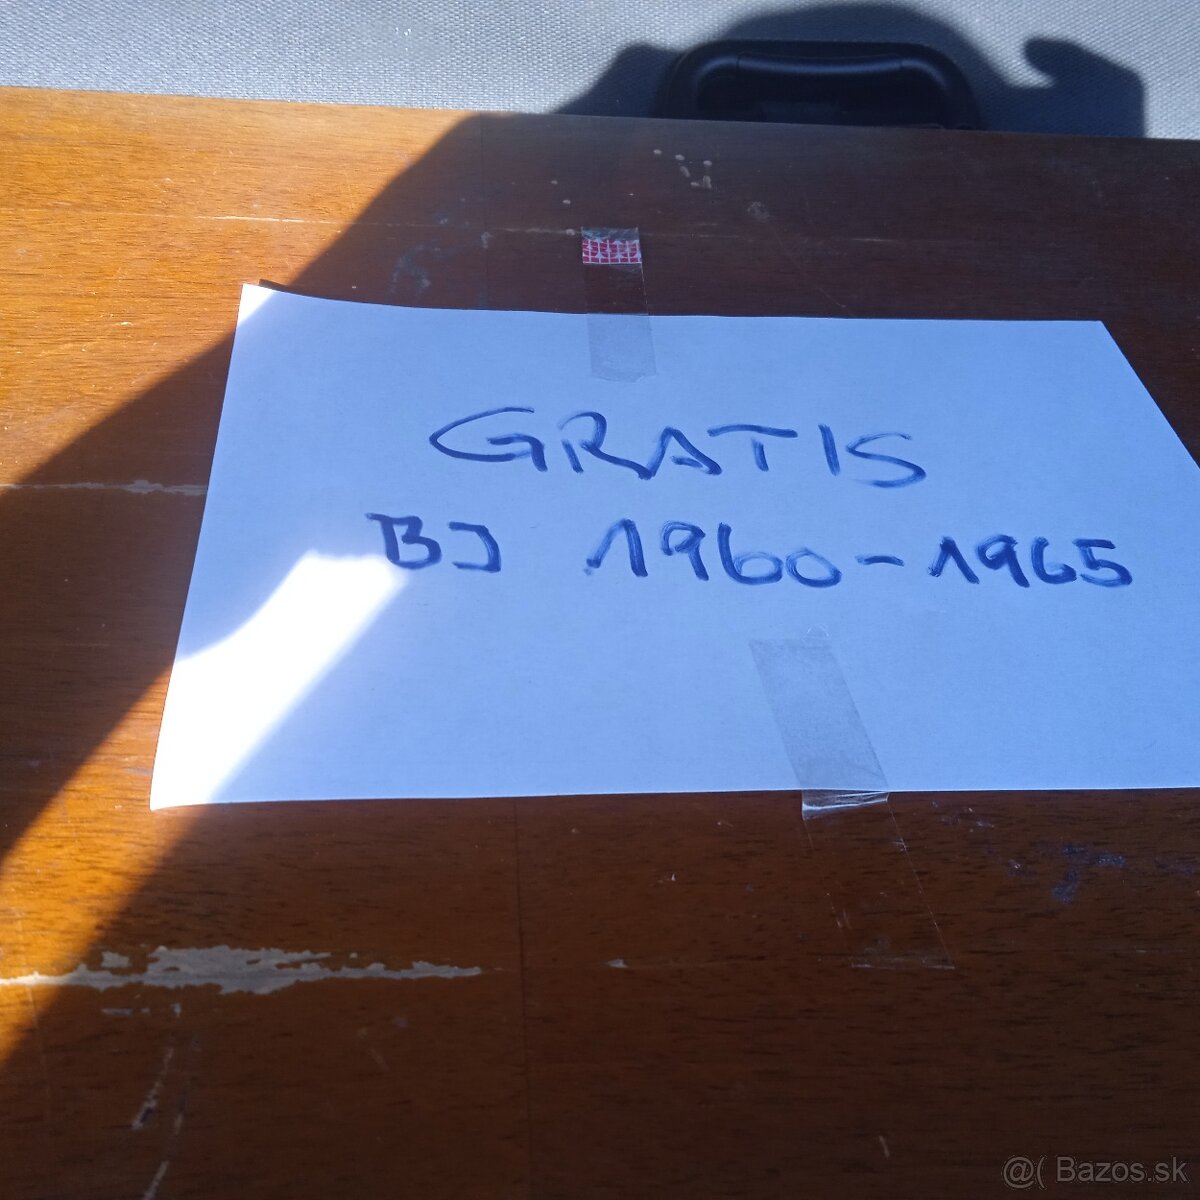 GRATIS
BJ 1960-1965
@( Bazos.sk